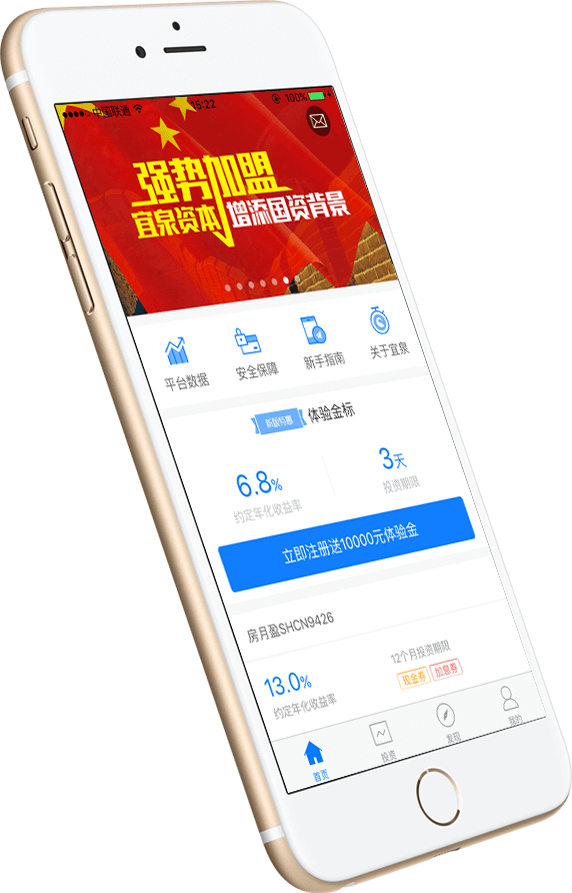 中国联通 15:22 100%
强势加盟
宜泉资本 增添国资背景
平台数据 安全保障 新手指南 关于宜泉
新版特惠 体验金标
6.8% 3天
约定年化收益率 投资期限
立即注册送10000元体验金
房月盈SHCN9426
13.0% 12个月投资期限
约定年化收益率 现金券 加息券
首页 投资 发现 我的